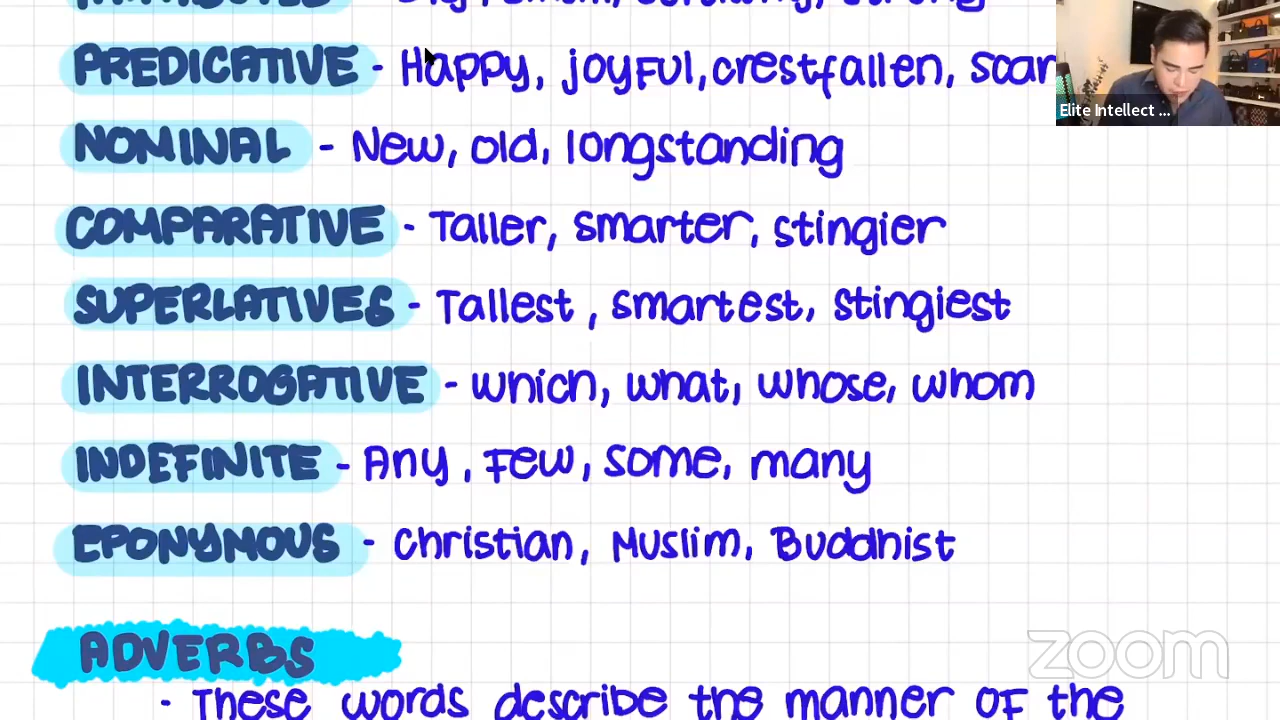 PREDICATIVE - Happy, joyful, crestfallen,
NOMINAL - New, old, longstanding
COMPARATIVE - Taller, smarter, stingier
SUPERLATIVES - Tallest, smartest, stingiest
INTERROGATIVE - which, what, whose, whom
INDEFINITE - Any, Few, some, many
EPONYMOUS - Christian, Muslim, Buddhist
ADVERBS
- These words describe the manner of the
Elite Intellect ...
zoom